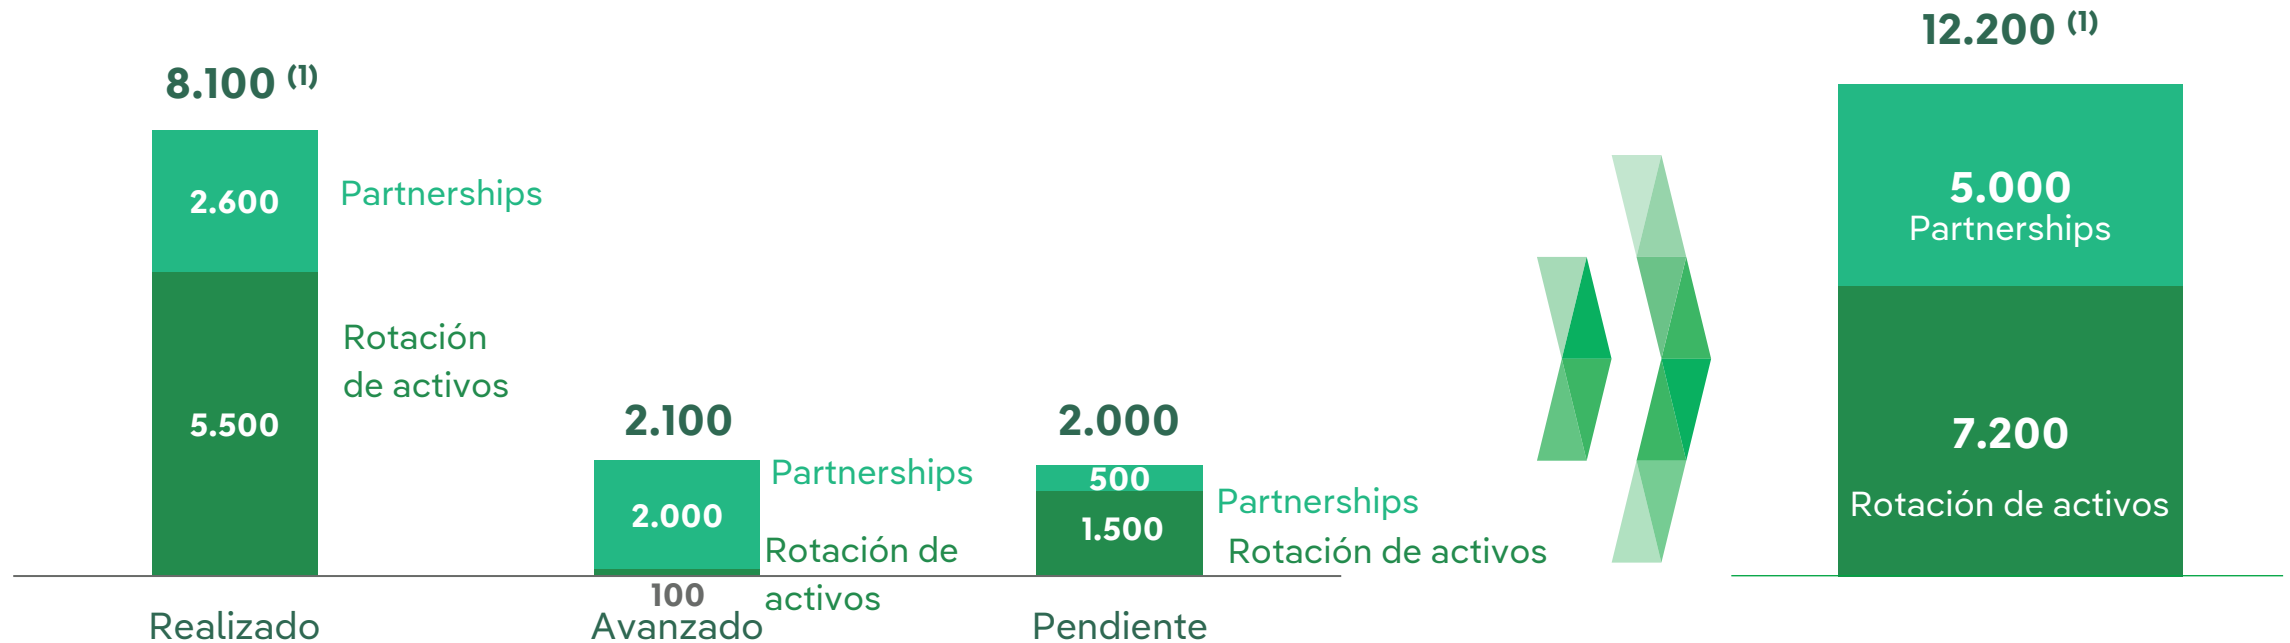 8.100 (1)
2.600
Partnerships
5.500
Rotación
de activos
Realizado
2.100
2.000
Partnerships
Rotación de
activos
100
Avanzado
2.000
500
1.500
Partnerships
Rotación de activos
Pendiente
12.200 (1)
5.000
Partnerships
7.200
Rotación de activos